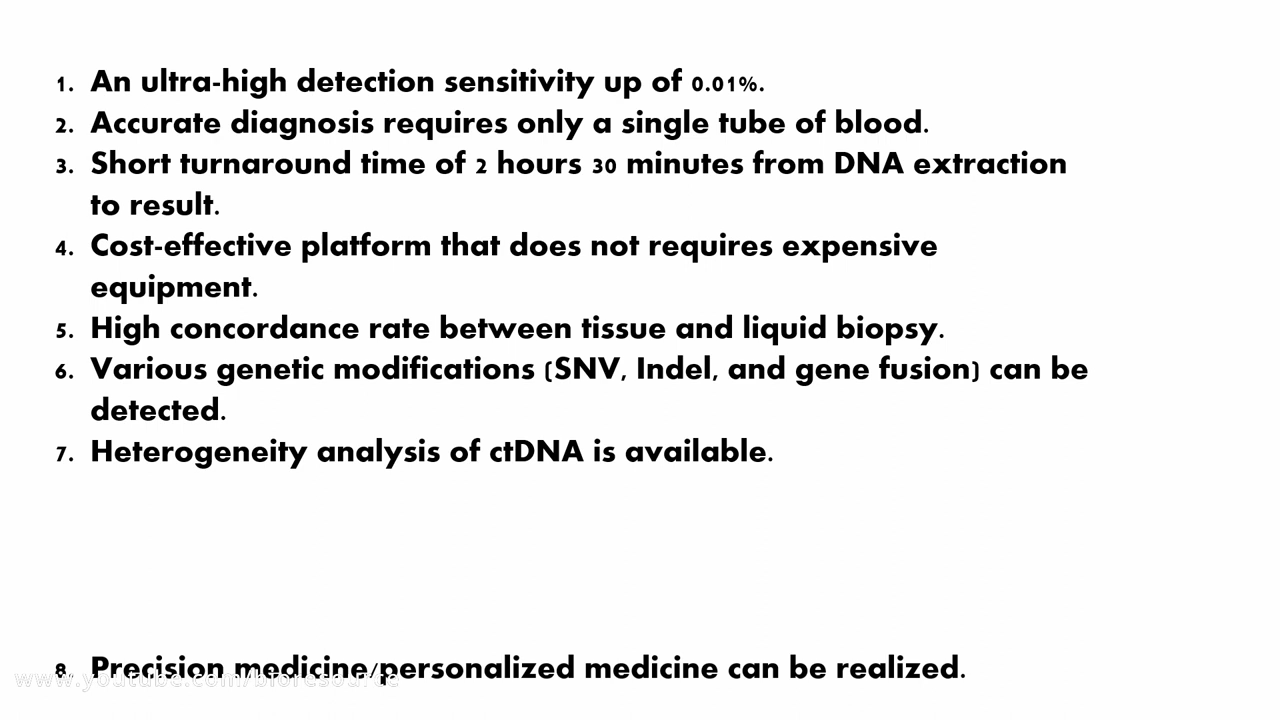 1. An ultra-high detection sensitivity up of 0.01%.
2. Accurate diagnosis requires only a single tube of blood.
3. Short turnaround time of 2 hours 30 minutes from DNA extraction
to result.
4. Cost-effective platform that does not requires expensive
equipment.
5. High concordance rate between tissue and liquid biopsy.
6. Various genetic modifications (SNV, Indel, and gene fusion) can be
detected.
7. Heterogeneity analysis of ctDNA is available.
8. Precision medicine/personalized medicine can be realized.
www.youtube.com/bioresource